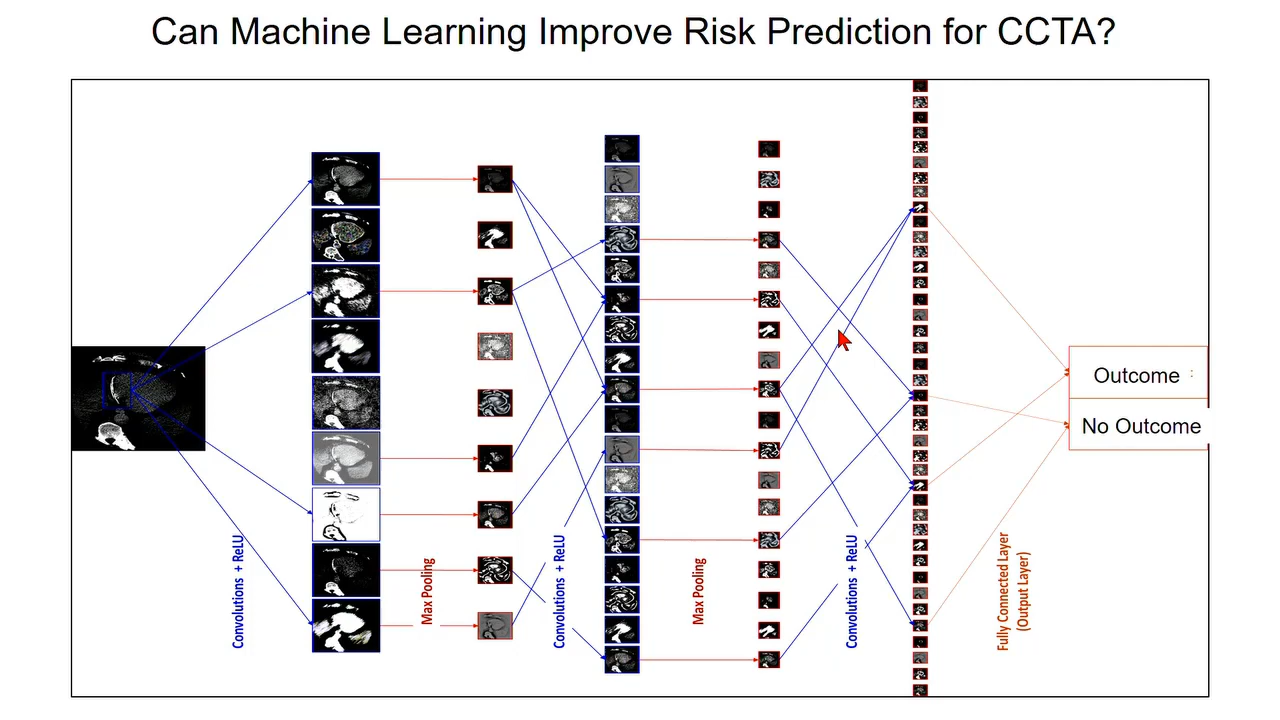 Can Machine Learning Improve Risk Prediction for CCTA?
Convolutions + ReLU
Max Pooling
Convolutions + ReLU
Max Pooling
Convolutions + ReLU
Fully Connected Layer
(Output Layer)
Outcome :
No Outcome